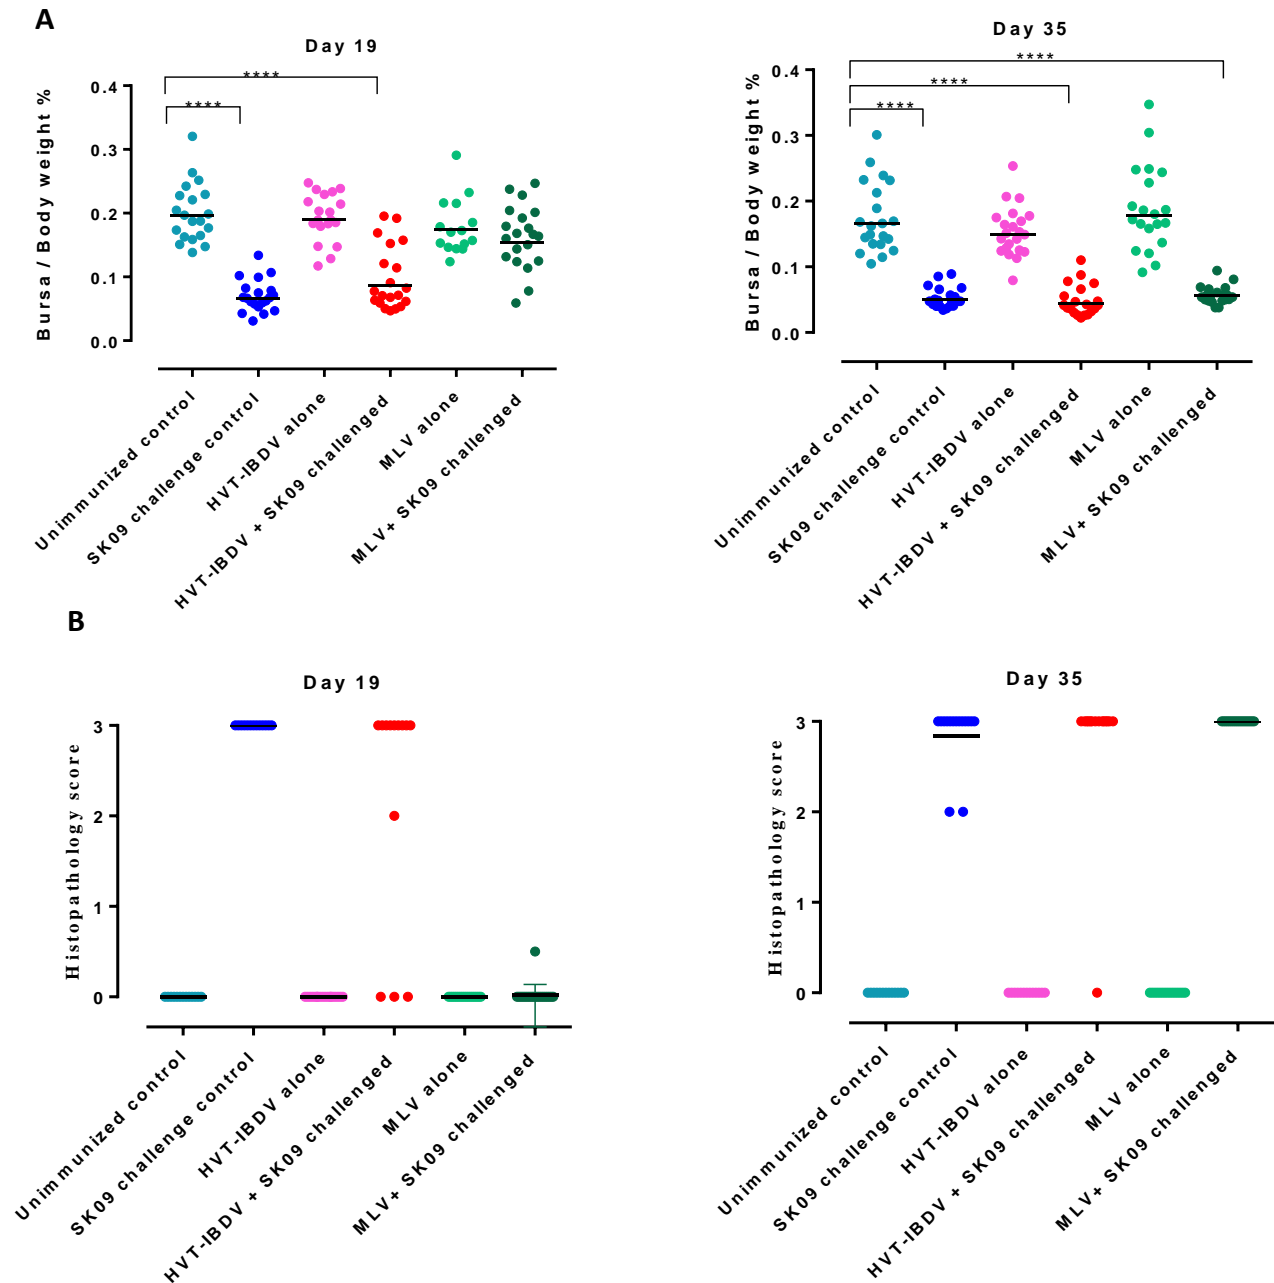 A
Day 19
****
****
Bursa / Body weight %
0.4
0.3
0.2
0.1
0.0
Unimmunized control
SK09 challenge control
HVT-IBDV alone
HVT-IBDV + SK09 challenged
MLV alone
MLV+ SK09 challenged
Day 35
****
****
****
Bursa / Body weight %
0.4
0.3
0.2
0.1
0.0
Unimmunized control
SK09 challenge control
HVT-IBDV alone
HVT-IBDV + SK09 challenged
MLV alone
MLV+ SK09 challenged
B
Day 19
Histopathology score
3
2
1
0
Unimmunized control
SK09 challenge control
HVT-IBDV alone
HVT-IBDV + SK09 challenged
MLV alone
MLV+ SK09 challenged
Day 35
Histopathology score
3
2
1
0
Unimmunized control
SK09 challenge control
HVT-IBDV alone
HVT-IBDV + SK09 challenged
MLV alone
MLV+ SK09 challenged